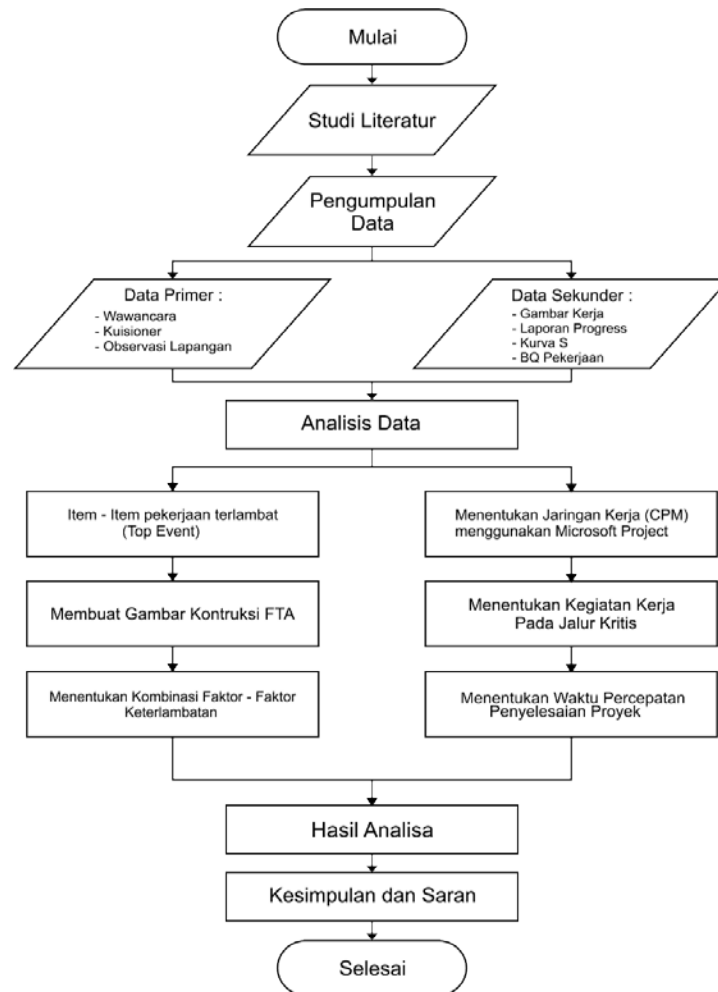 Mulai
Studi Literatur
Pengumpulan
Data
Data Primer :
- Wawancara
- Kuisioner
- Observasi Lapangan
Data Sekunder :
- Gambar Kerja
- Laporan Progress
- Kurva S
- BQ Pekerjaan
Analisis Data
Item - Item pekerjaan terlambat
(Top Event)
Menentukan Jaringan Kerja (CPM)
menggunakan Microsoft Project
Membuat Gambar Kontruksi FTA
Menentukan Kegiatan Kerja
Pada Jalur Kritis
Menentukan Kombinasi Faktor - Faktor
Keterlambatan
Menentukan Waktu Percepatan
Penyelesaian Proyek
Hasil Analisa
Kesimpulan dan Saran
Selesai